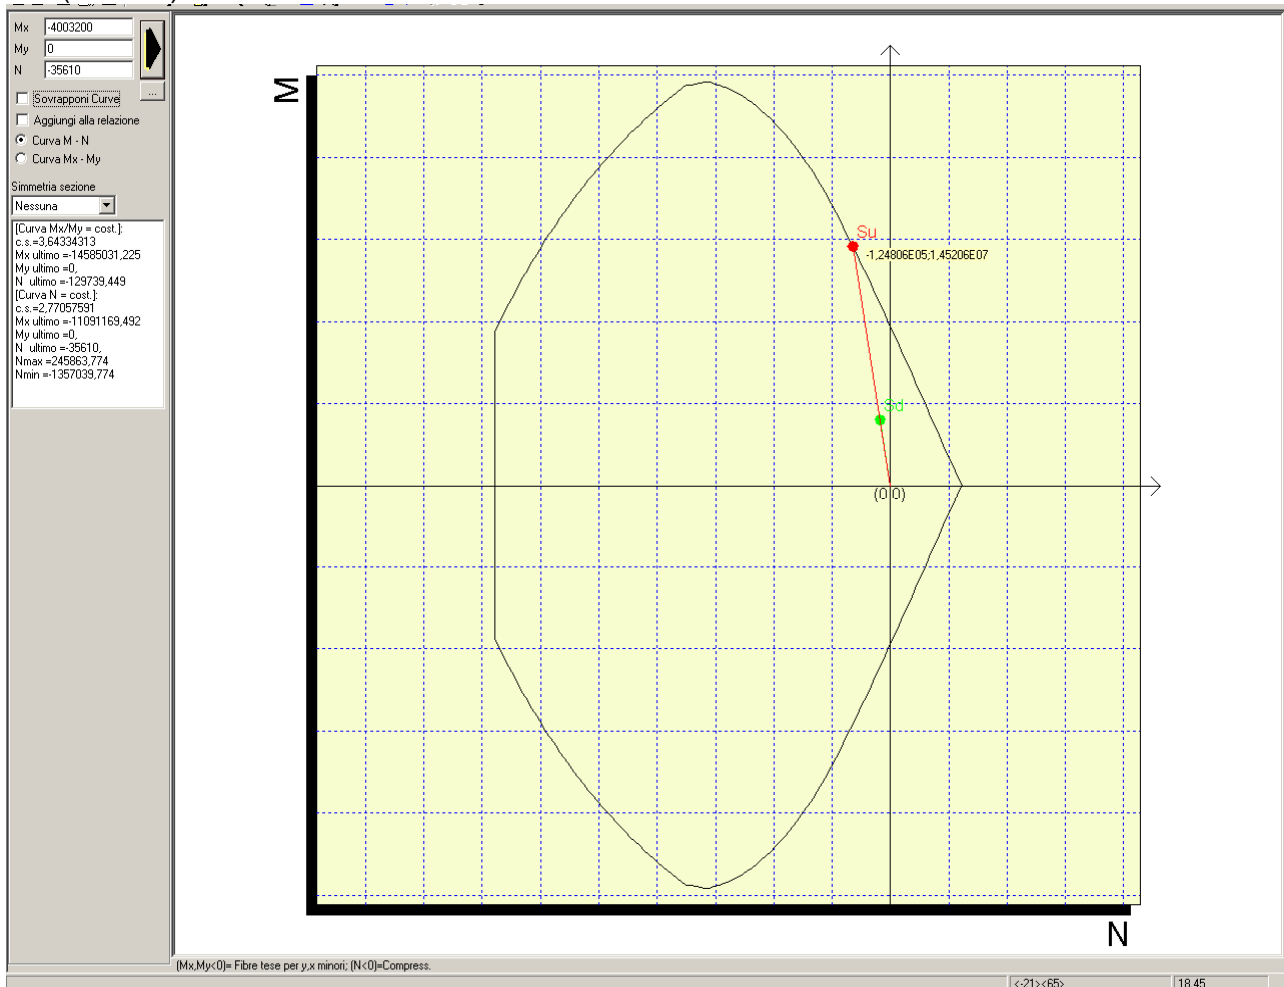 Mx -4003200
My 0
N -35610
...
Sovrapponi Curve
Aggiungi alla relazione
Curva M - N
Curva Mx - My
Simmetria sezione
Nessuna
[Curva Mx/My = cost.]:
c.s.=3,64334313
Mx ultimo =-14585031,225
My ultimo =0,
N ultimo =-129739,449
[Curva N = cost.]:
c.s.=2,77057591
Mx ultimo =-11091169,492
My ultimo =0,
N ultimo =-35610,
Nmax =245863,774
Nmin =-1357039,774
M
Su
-1,24806E05;1,45206E07
Sd
(0 0)
N
(Mx,My<0)= Fibre tese per y,x minori; (N<0)=Compress.
<-21><65>
18.45